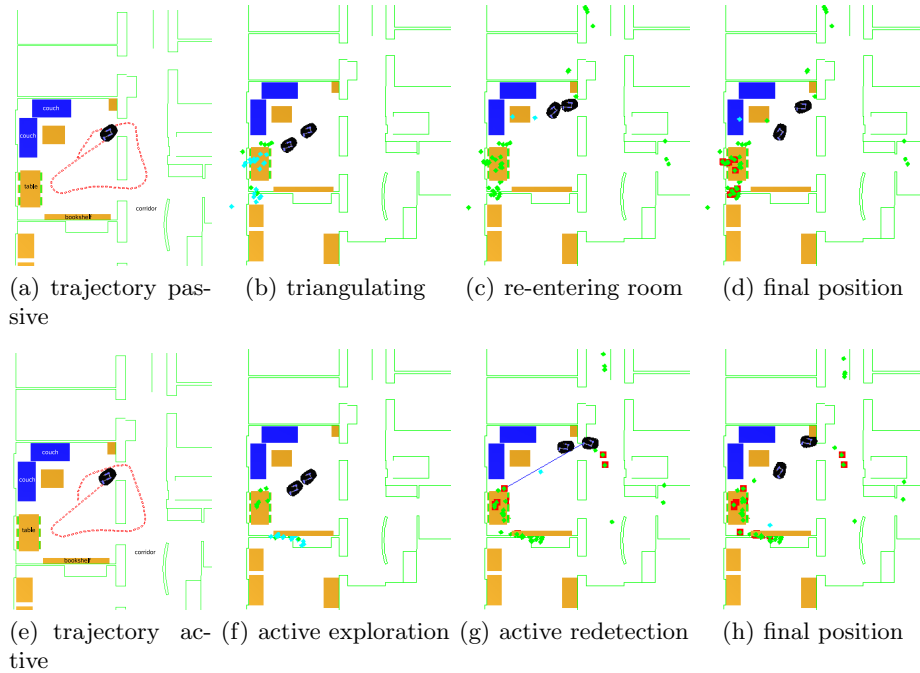 couch
couch
table
bookshelf
corridor
(a) trajectory pas-
sive
(b) triangulating
(c) re-entering room
(d) final position
couch
couch
table
bookshelf
corridor
(e) trajectory ac-
tive
(f) active exploration
(g) active redetection
(h) final position